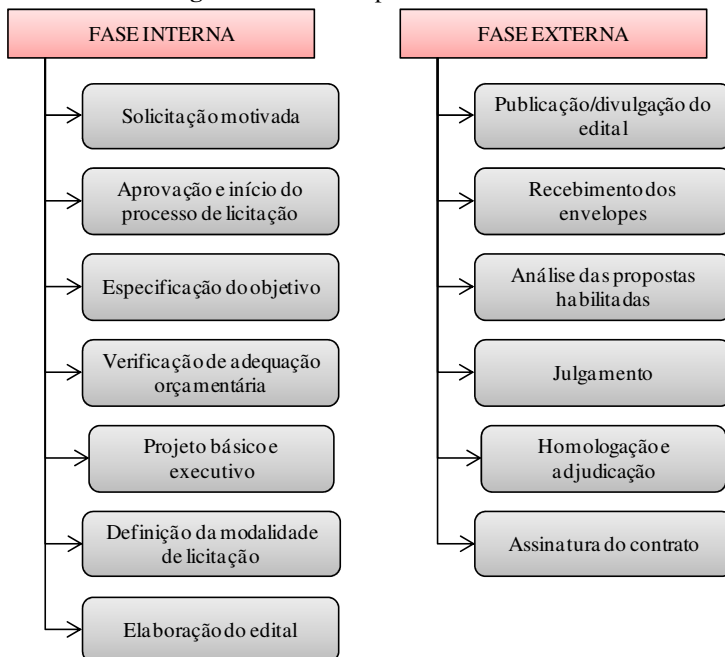 FASE INTERNA
Solicitação motivada
Aprovação e início do
processo de licitação
Especificação do objetivo
Verificação de adequação
orçamentária
Projeto básico e
executivo
Definição da modalidade
de licitação
Elaboração do edital
FASE EXTERNA
Publicação/divulgação do
edital
Recebimento dos
envelopes
Análise das propostas
habilitadas
Julgamento
Homologação e
adjudicação
Assinatura do contrato